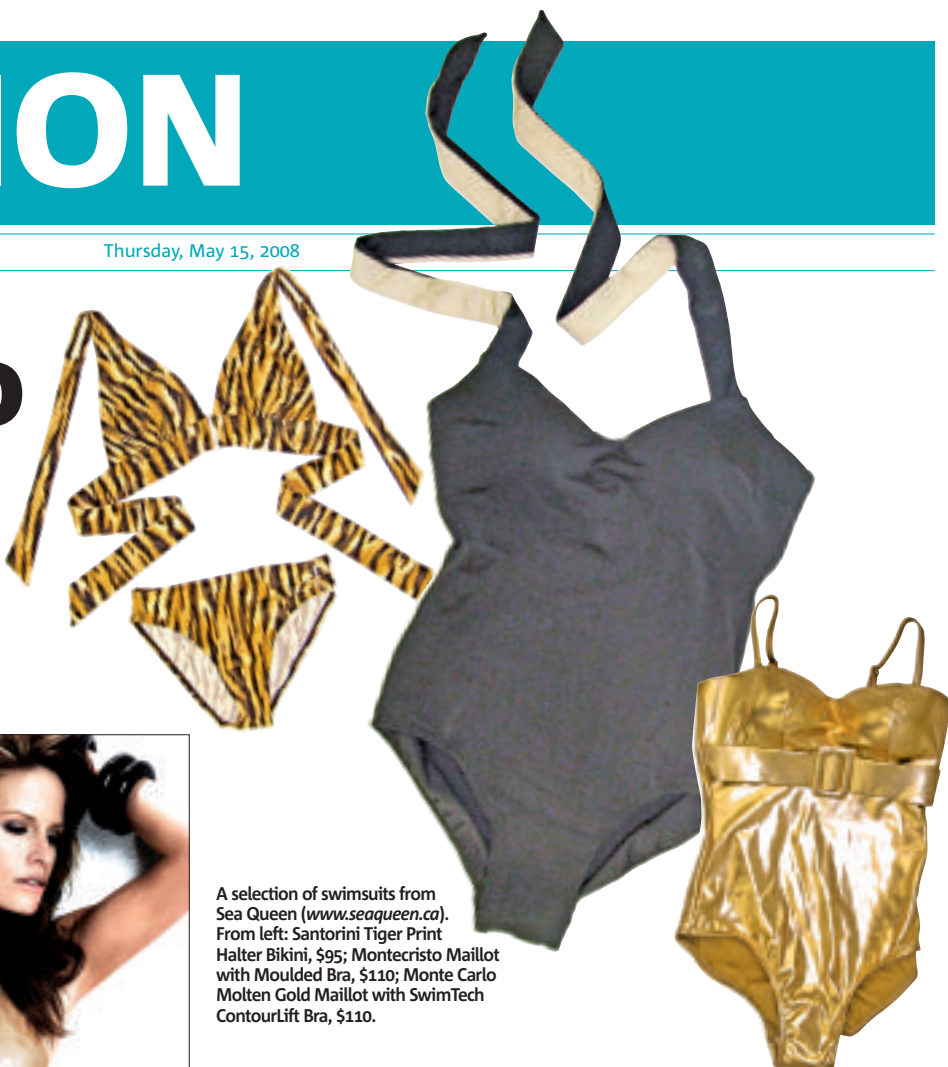 ION
Thursday, May 15, 2008
A selection of swimsuits from
Sea Queen (www.seaqueen.ca).
From left: Santorini Tiger Print
Halter Bikini, $95; Montecristo Maillot
with Moulded Bra, $110; Monte Carlo
Molten Gold Maillot with SwimTech
ContourLift Bra, $110.